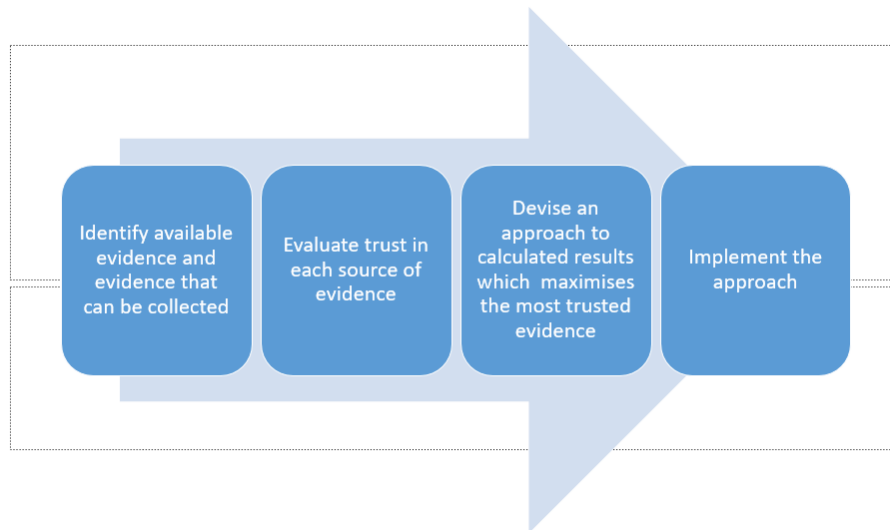 Identify available
evidence and
evidence that
can be collected
Evaluate trust in
each source of
evidence
Devise an
approach to
calculated results
which  maximises
the most trusted
evidence
Implement the
approach